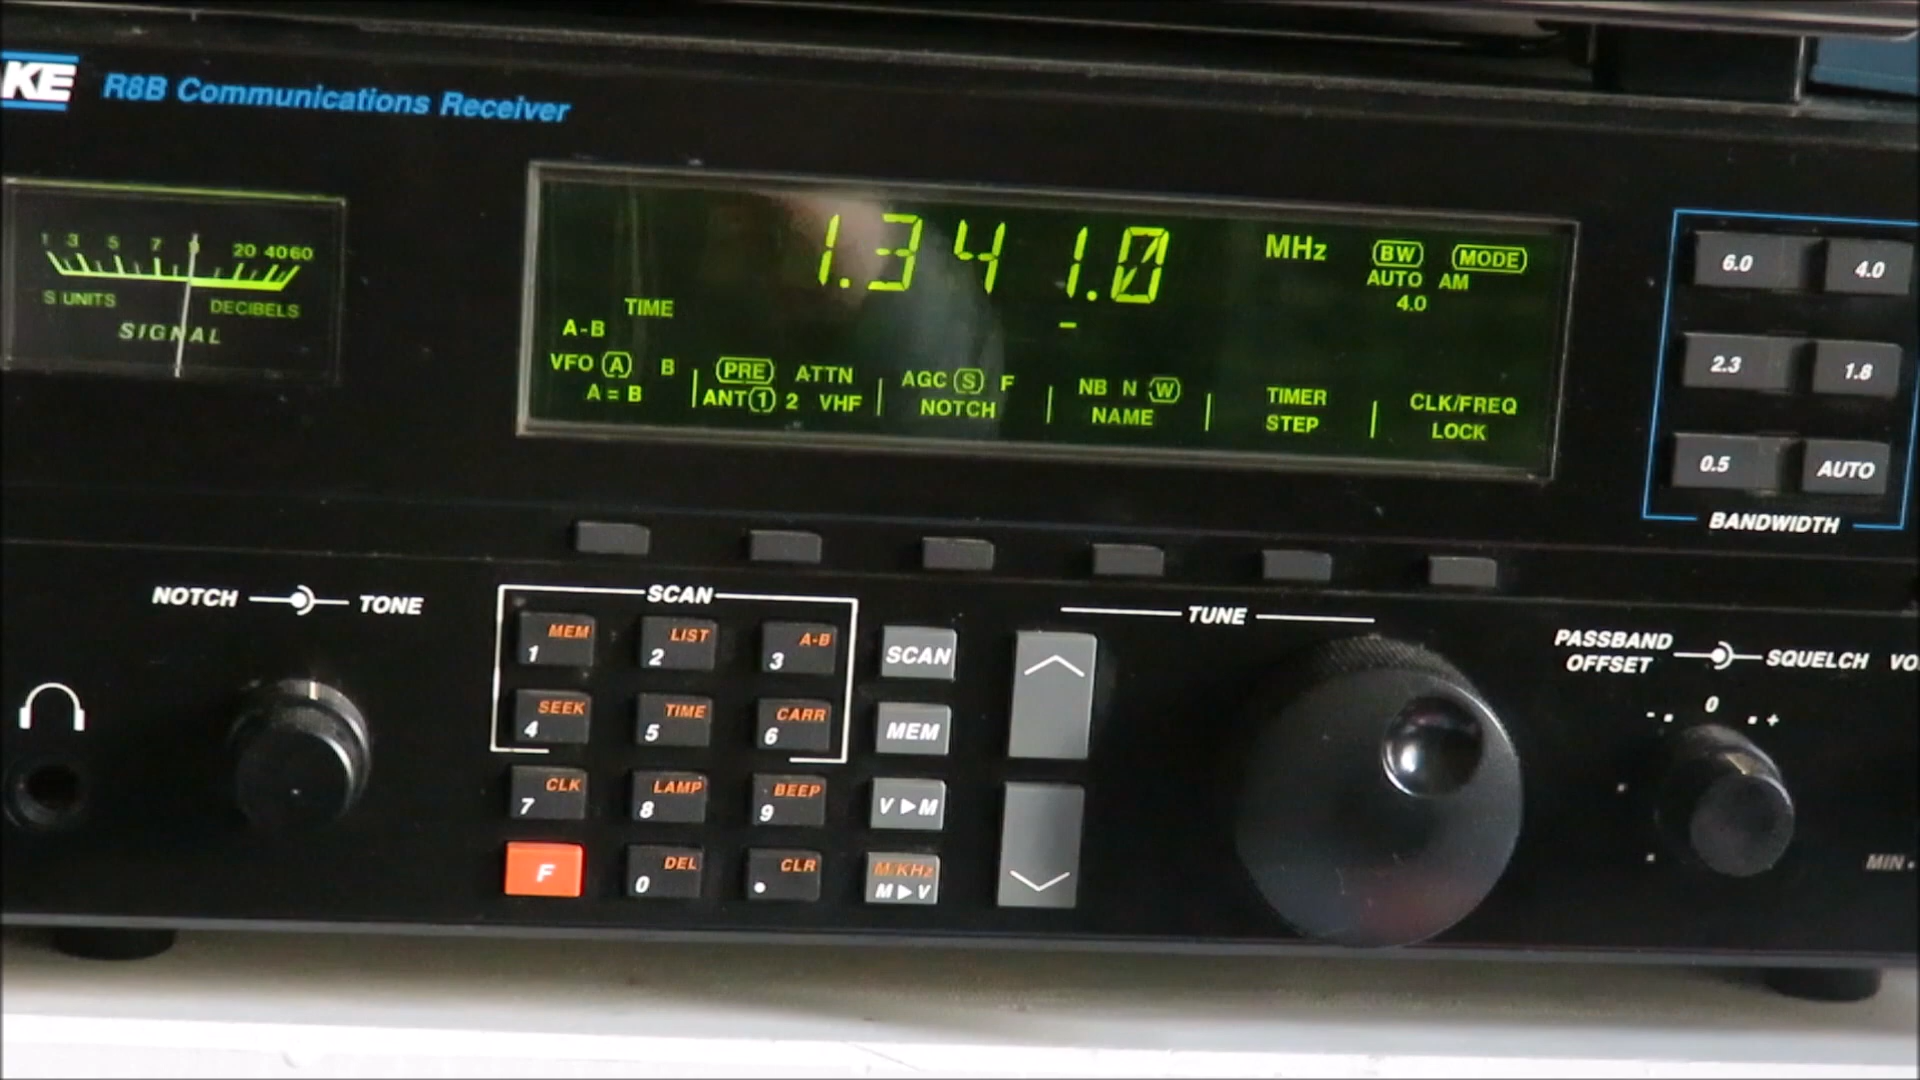 KE R8B Communications Receiver
1 3 5 7 9 20 40 60
S UNITS DECIBELS
SIGNAL
1.341.0 MHz
BW MODE
AUTO AM
4.0
TIME
A-B
VFO A B
A = B
PRE ATTN
ANT 1 2 VHF
AGC S F
NOTCH
NB N W
NAME
TIMER
STEP
CLK/FREQ
LOCK
6.0 4.0
2.3 1.8
0.5 AUTO
BANDWIDTH
NOTCH TONE
SCAN
1 MEM 2 LIST 3 A-B SCAN
4 SEEK 5 TIME 6 CARR MEM
7 CLK 8 LAMP 9 BEEP V▶M
F 0 DEL . CLR M/KHz
M▶V
TUNE
PASSBAND
OFFSET
SQUELCH VO
0
- +
MIN